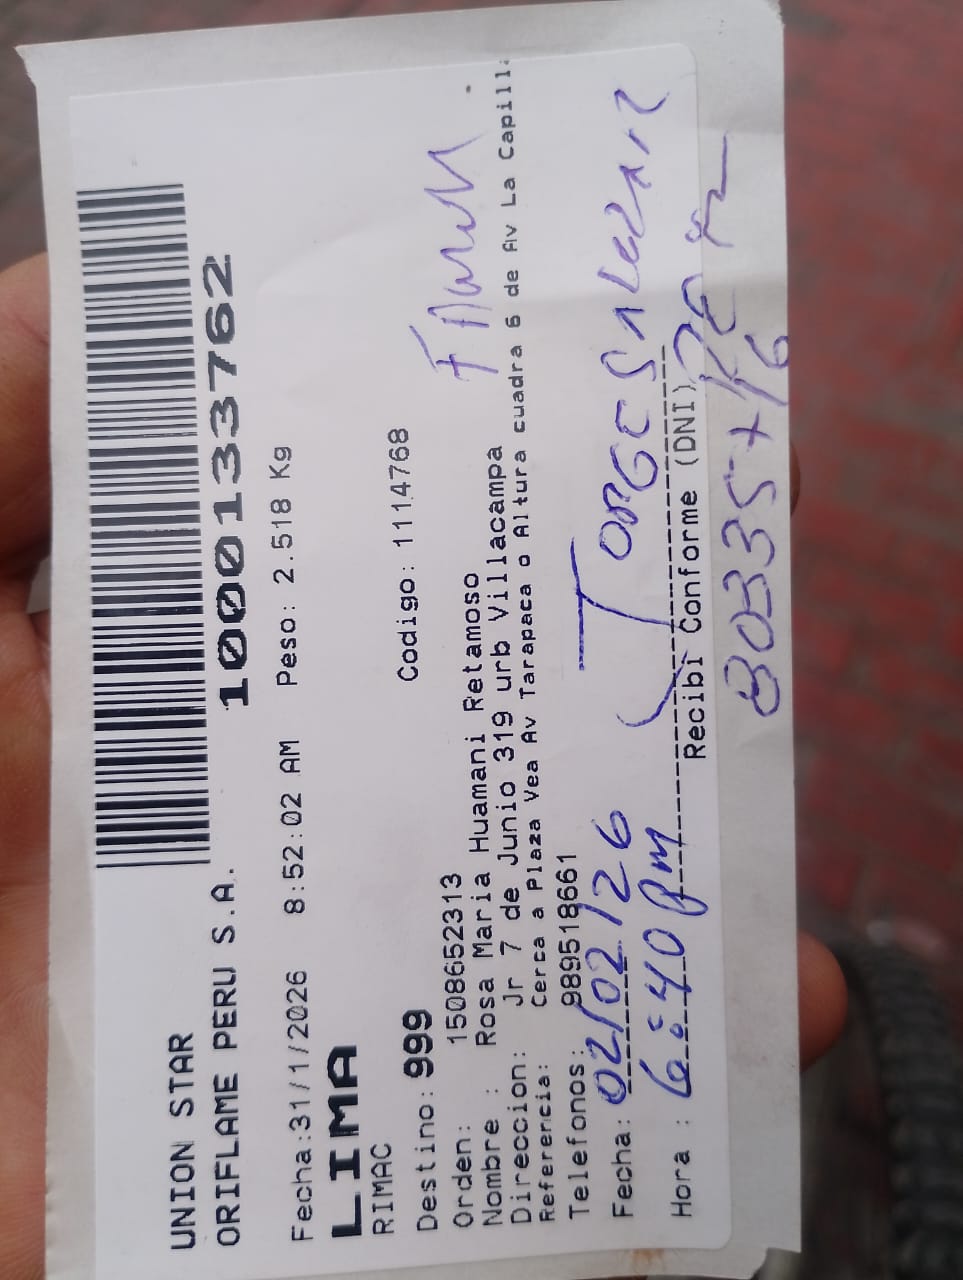 UNION STAR
ORIFLAME PERU S.A.
1000133762
Fecha:31/1/2026 8:52:02 AM Peso: 2.518 Kg
LIMA
RIMAC
Destino: 999 Codigo: 1114768
Orden: 1508652313
Nombre : Rosa Maria Huamani Retamoso
Direccion: Jr 7 de Junio 319 urb Villacampa
Referencia: Cerca a Plaza Vea Av Tarapaca o Altura cuadra 6 de Av La Capilla
Telefonos: 989518661
Fecha: 02/02/26
Jorge Salazar
Hora : 6:40 pm
Recibi Conforme (DNI)